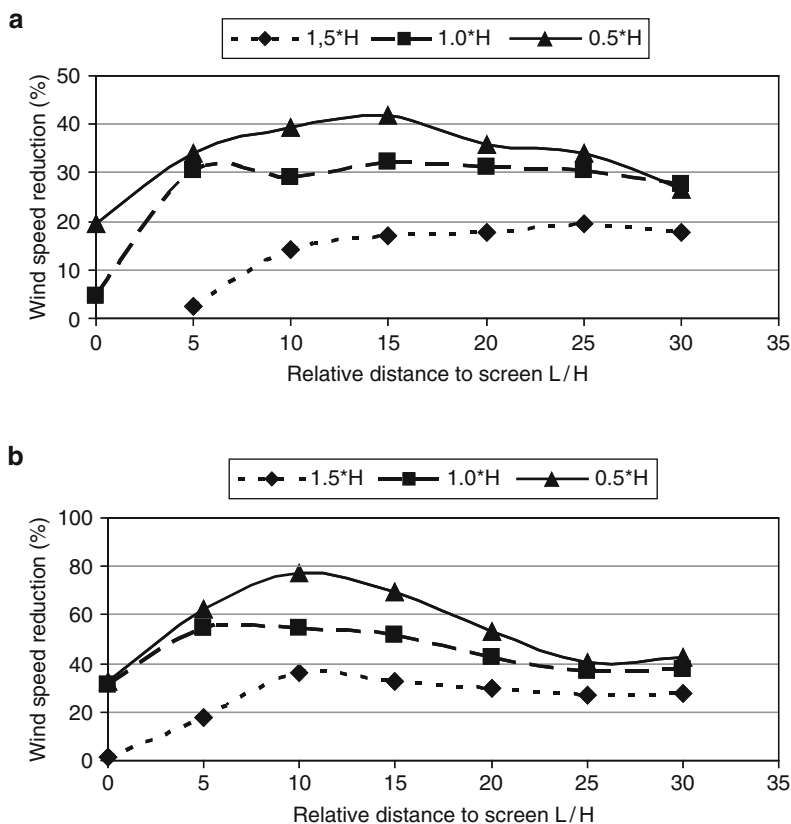 a
1,5*H 1.0*H 0.5*H
Wind speed reduction (%)
50
40
30
20
10
0
0 5 10 15 20 25 30 35
Relative distance to screen L/H
b
1.5*H 1.0*H 0.5*H
Wind speed reduction (%)
100
80
60
40
20
0
0 5 10 15 20 25 30 35
Relative distance to screen L/H